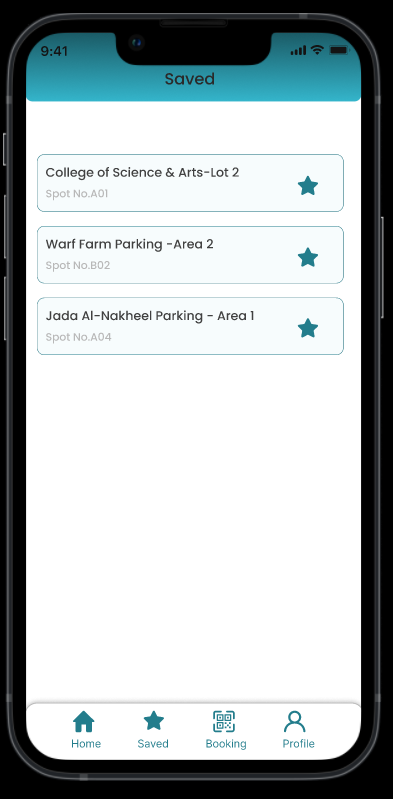 9:41
Saved
College of Science & Arts-Lot 2
Spot No.A01
Warf Farm Parking -Area 2
Spot No.B02
Jada Al-Nakheel Parking - Area 1
Spot No.A04
Home Saved Booking Profile